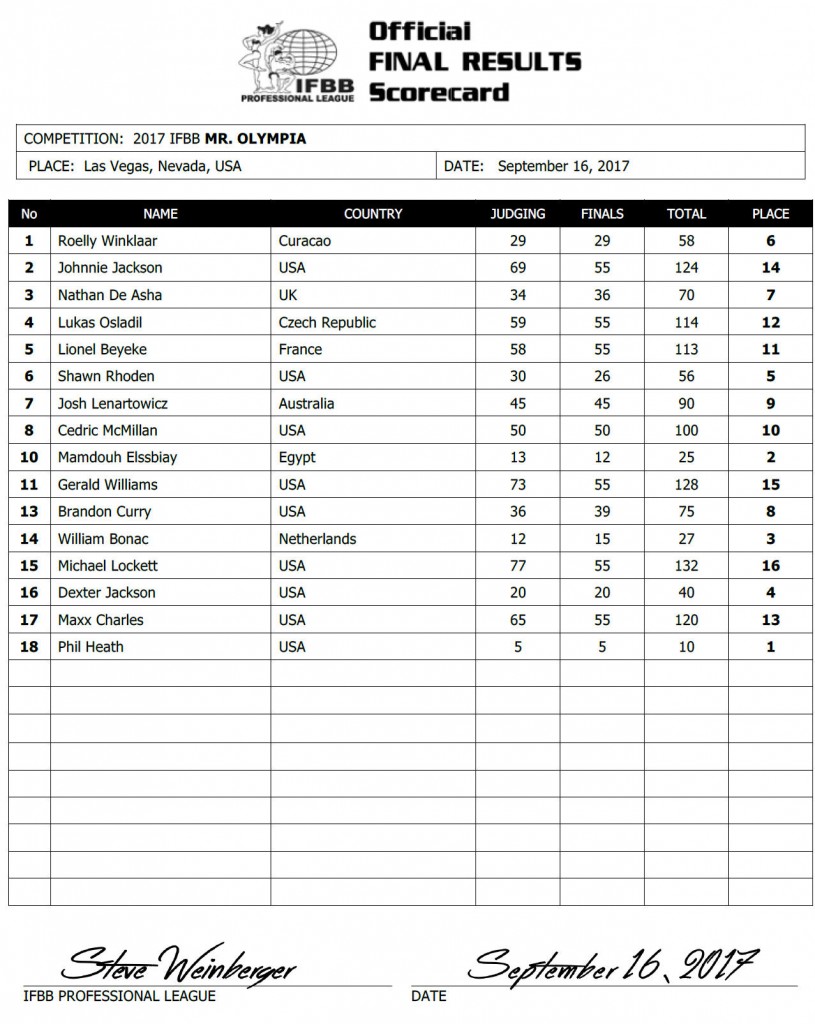 Official
FINAL RESULTS
Scorecard
IFBB
PROFESSIONAL LEAGUE
COMPETITION: 2017 IFBB MR. OLYMPIA
PLACE: Las Vegas, Nevada, USA DATE: September 16, 2017
No NAME COUNTRY JUDGING FINALS TOTAL PLACE
1 Roelly Winklaar Curacao 29 29 58 6
2 Johnnie Jackson USA 69 55 124 14
3 Nathan De Asha UK 34 36 70 7
4 Lukas Osladil Czech Republic 59 55 114 12
5 Lionel Beyeke France 58 55 113 11
6 Shawn Rhoden USA 30 26 56 5
7 Josh Lenartowicz Australia 45 45 90 9
8 Cedric McMillan USA 50 50 100 10
10 Mamdouh Elssbiay Egypt 13 12 25 2
11 Gerald Williams USA 73 55 128 15
13 Brandon Curry USA 36 39 75 8
14 William Bonac Netherlands 12 15 27 3
15 Michael Lockett USA 77 55 132 16
16 Dexter Jackson USA 20 20 40 4
17 Maxx Charles USA 65 55 120 13
18 Phil Heath USA 5 5 10 1
Steve Weinberger September 16, 2017
IFBB PROFESSIONAL LEAGUE DATE